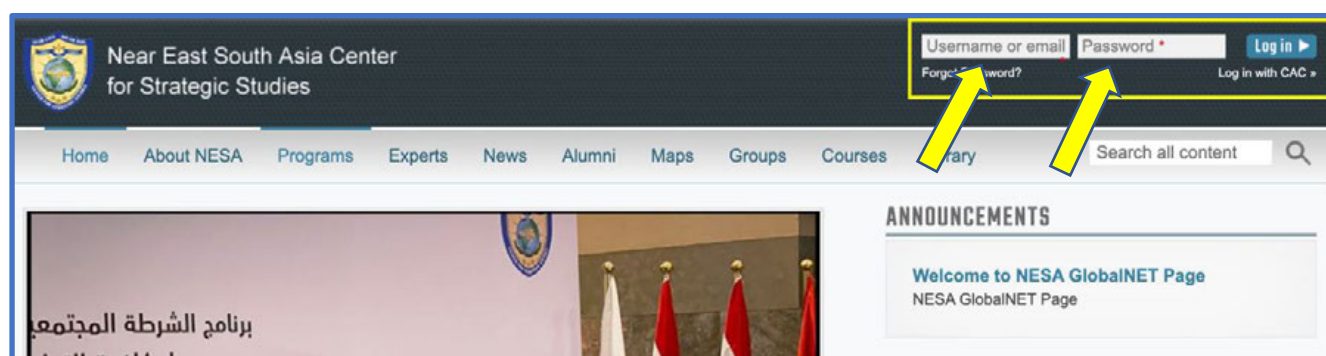 Near East South Asia Center
for Strategic Studies
Username or email
Password *
Log in
Log in with CAC »
Home About NESA Programs Experts News Alumni Maps Groups Courses
Search all content
ANNOUNCEMENTS
Welcome to NESA GlobalNET Page
NESA GlobalNET Page
برنامج الشرطة المجتمعي